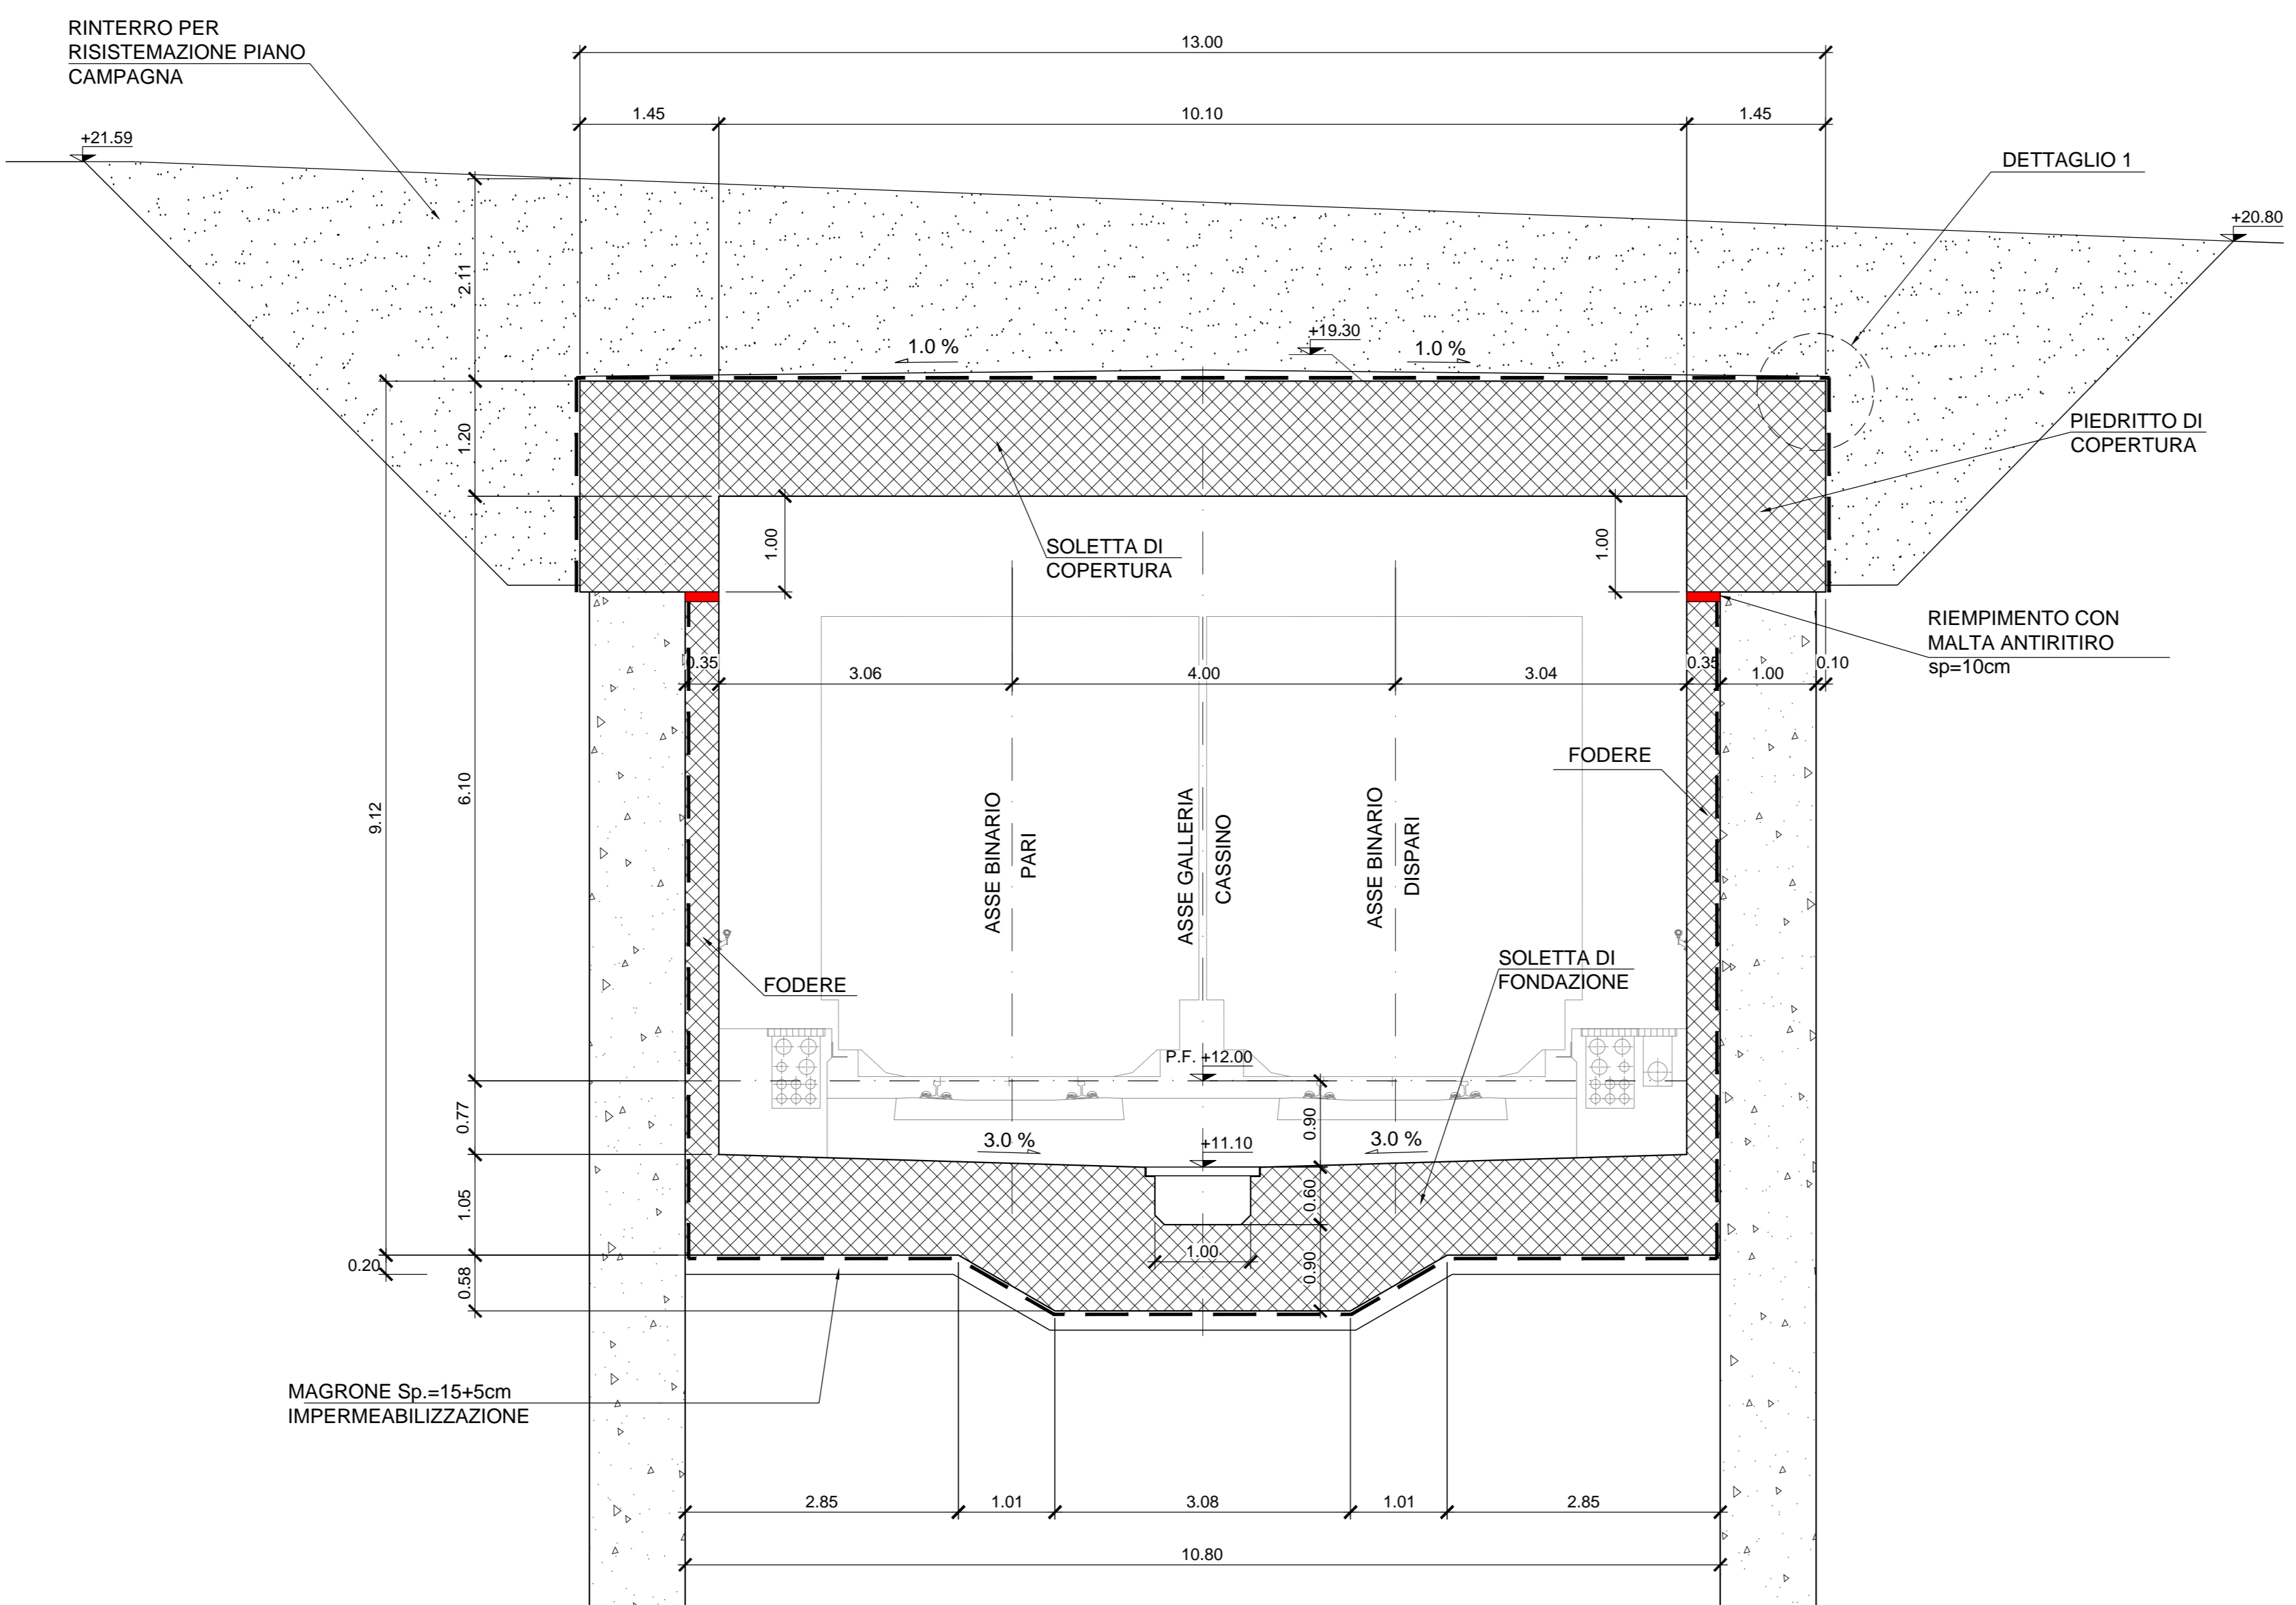 RINTERRO PER
RISISTEMAZIONE PIANO
CAMPAGNA
13.00
1.45
10.10
1.45
+21.59
DETTAGLIO 1
+20.80
2.11
+19.30
1.0 %
1.0 %
1.20
PIEDRITTO DI
COPERTURA
1.00
1.00
SOLETTA DI
COPERTURA
RIEMPIMENTO CON
MALTA ANTIRITIRO
sp=10cm
0.35
3.06
4.00
3.04
0.35
1.00
0.10
FODERE
6.10
9.12
ASSE BINARIO
PARI
ASSE GALLERIA
CASSINO
ASSE BINARIO
DISPARI
SOLETTA DI
FONDAZIONE
FODERE
P.F. +12.00
0.77
0.90
3.0 %
+11.10
3.0 %
1.05
0.60
1.00
0.90
0.20
0.58
MAGRONE Sp.=15+5cm
IMPERMEABILIZZAZIONE
2.85
1.01
3.08
1.01
2.85
10.80